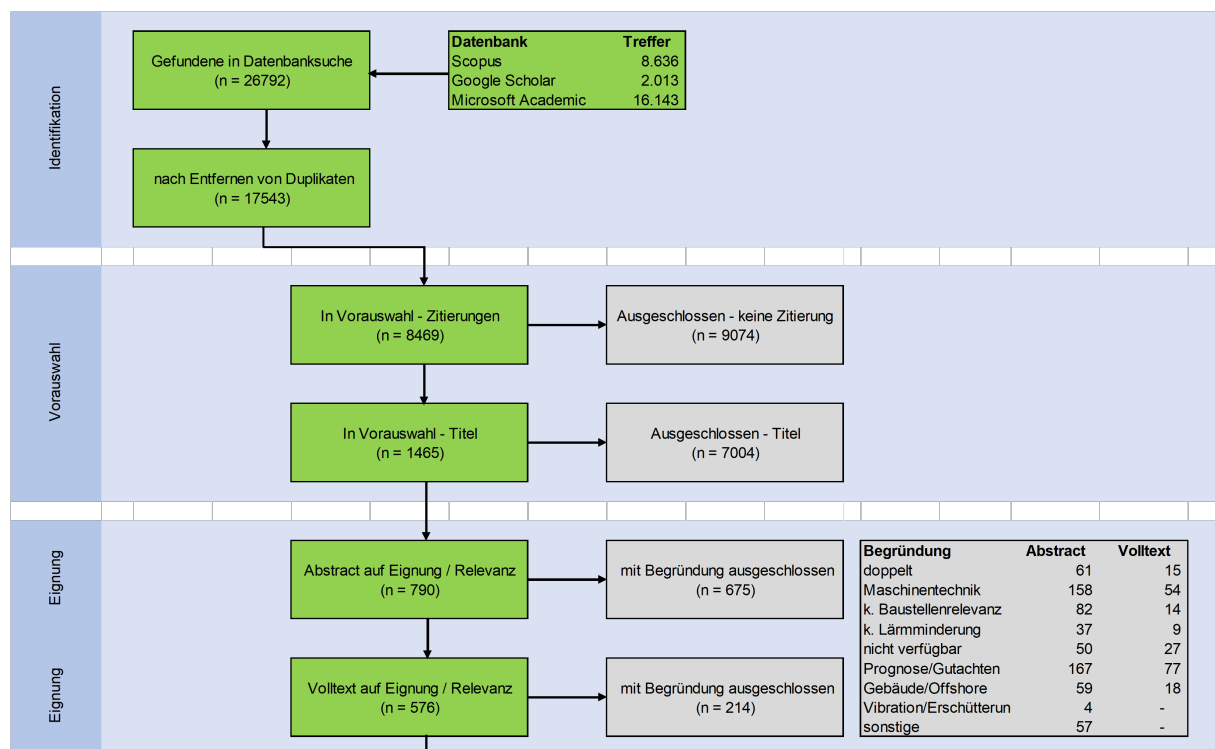 Identifikation
Gefundene in Datenbanksuche
(n = 26792)
Datenbank Treffer
Scopus 8.636
Google Scholar 2.013
Microsoft Academic 16.143
nach Entfernen von Duplikaten
(n = 17543)
Vorauswahl
In Vorauswahl - Zitierungen
(n = 8469)
Ausgeschlossen - keine Zitierung
(n = 9074)
In Vorauswahl - Titel
(n = 1465)
Ausgeschlossen - Titel
(n = 7004)
Eignung
Abstract auf Eignung / Relevanz
(n = 790)
mit Begründung ausgeschlossen
(n = 675)
Eignung
Volltext auf Eignung / Relevanz
(n = 576)
mit Begründung ausgeschlossen
(n = 214)
Begründung Abstract Volltext
doppelt 61 15
Maschinentechnik 158 54
k. Baustellenrelevanz 82 14
k. Lärmminderung 37 9
nicht verfügbar 50 27
Prognose/Gutachten 167 77
Gebäude/Offshore 59 18
Vibration/Erschütterun 4 -
sonstige 57 -